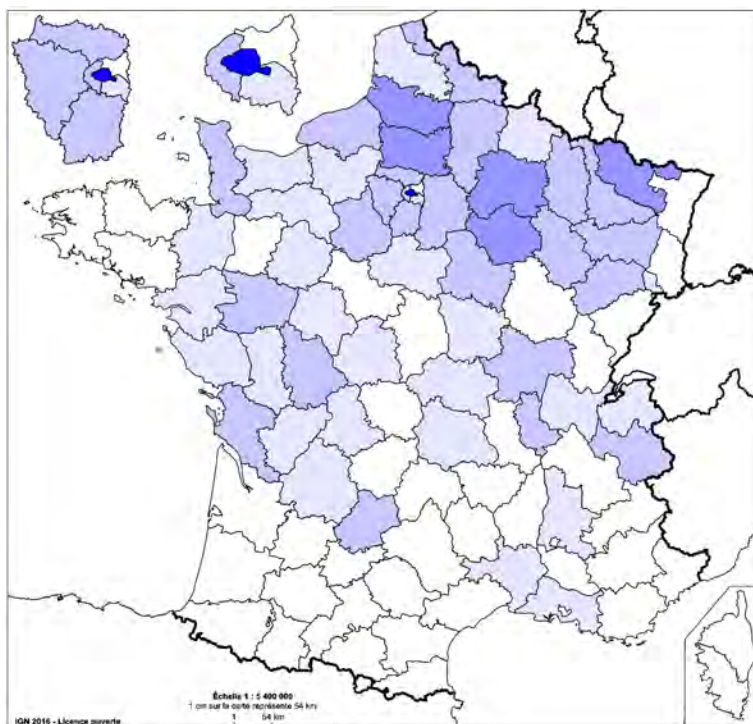 Échelle 1 : 5 400 000
1 cm sur la carte représente 54 km
1 54 km
IGN 2016 - Licence ouverte